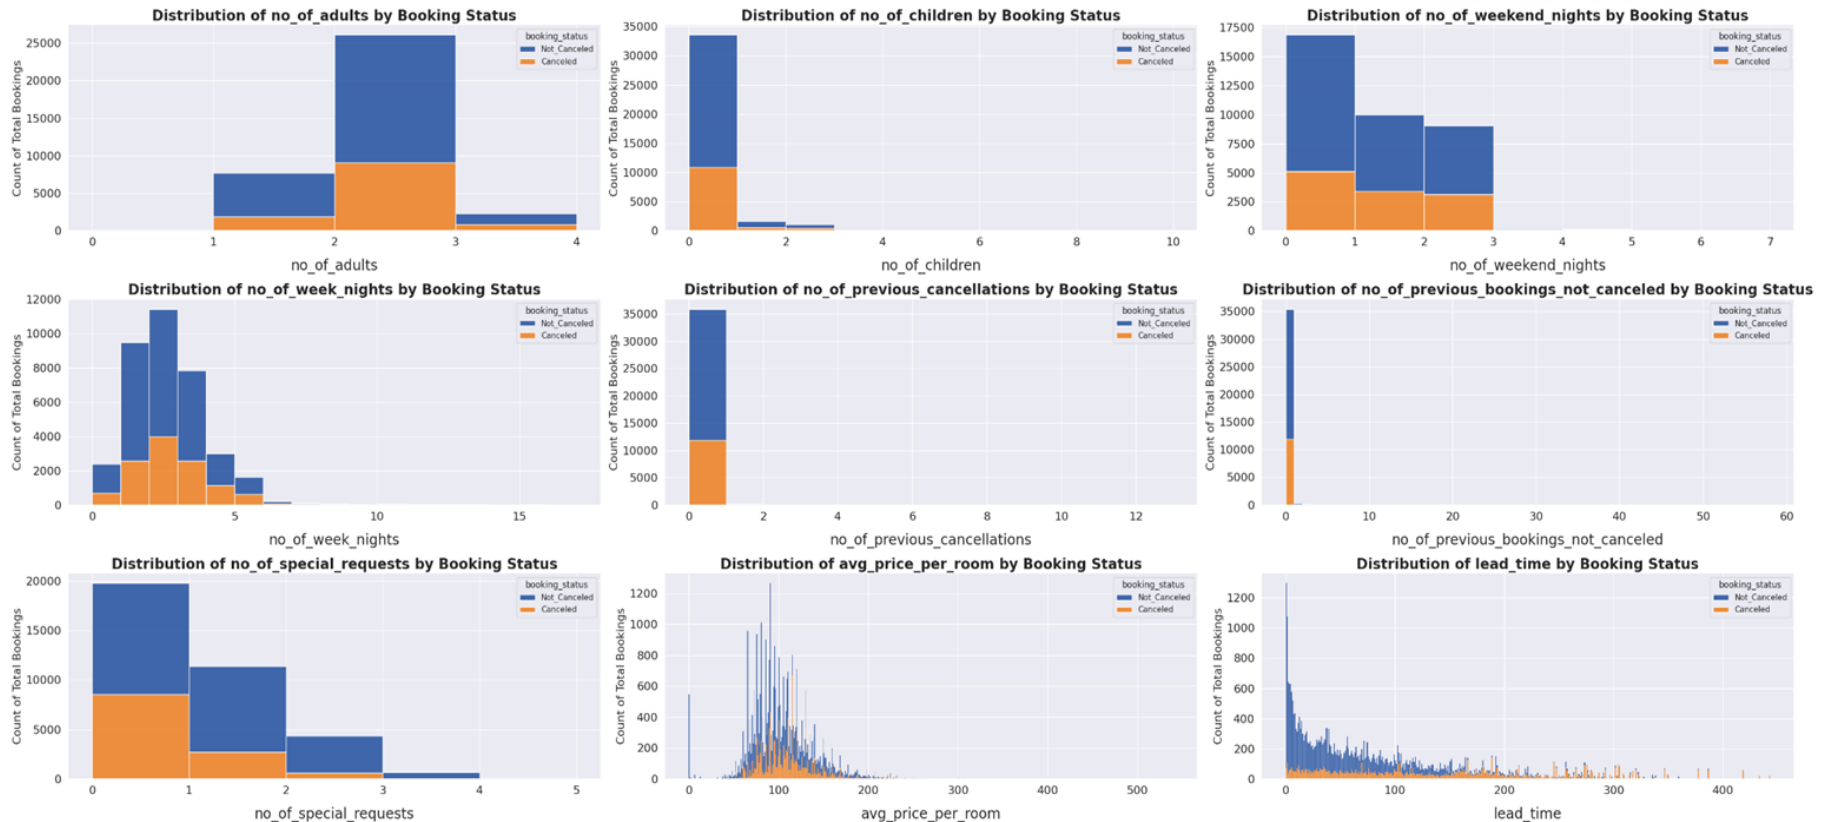 Distribution of no_of_adults by Booking Status
Count of Total Bookings
25000
20000
15000
10000
5000
0
booking_status
Not_Canceled
Canceled
0 1 2 3 4
no_of_adults
Distribution of no_of_children by Booking Status
Count of Total Bookings
35000
30000
25000
20000
15000
10000
5000
0
booking_status
Not_Canceled
Canceled
0 2 4 6 8 10
no_of_children
Distribution of no_of_weekend_nights by Booking Status
Count of Total Bookings
17500
15000
12500
10000
7500
5000
2500
0
booking_status
Not_Canceled
Canceled
0 1 2 3 4 5 6 7
no_of_weekend_nights
Distribution of no_of_week_nights by Booking Status
Count of Total Bookings
12000
10000
8000
6000
4000
2000
0
booking_status
Not_Canceled
Canceled
0 5 10 15
no_of_week_nights
Distribution of no_of_previous_cancellations by Booking Status
Count of Total Bookings
35000
30000
25000
20000
15000
10000
5000
0
booking_status
Not_Canceled
Canceled
0 2 4 6 8 10 12
no_of_previous_cancellations
Distribution of no_of_previous_bookings_not_canceled by Booking Status
Count of Total Bookings
35000
30000
25000
20000
15000
10000
5000
0
booking_status
Not_Canceled
Canceled
0 10 20 30 40 50 60
no_of_previous_bookings_not_canceled
Distribution of no_of_special_requests by Booking Status
Count of Total Bookings
20000
15000
10000
5000
0
booking_status
Not_Canceled
Canceled
0 1 2 3 4 5
no_of_special_requests
Distribution of avg_price_per_room by Booking Status
Count of Total Bookings
1200
1000
800
600
400
200
0
booking_status
Not_Canceled
Canceled
0 100 200 300 400 500
avg_price_per_room
Distribution of lead_time by Booking Status
Count of Total Bookings
1200
1000
800
600
400
200
0
booking_status
Not_Canceled
Canceled
0 100 200 300 400
lead_time